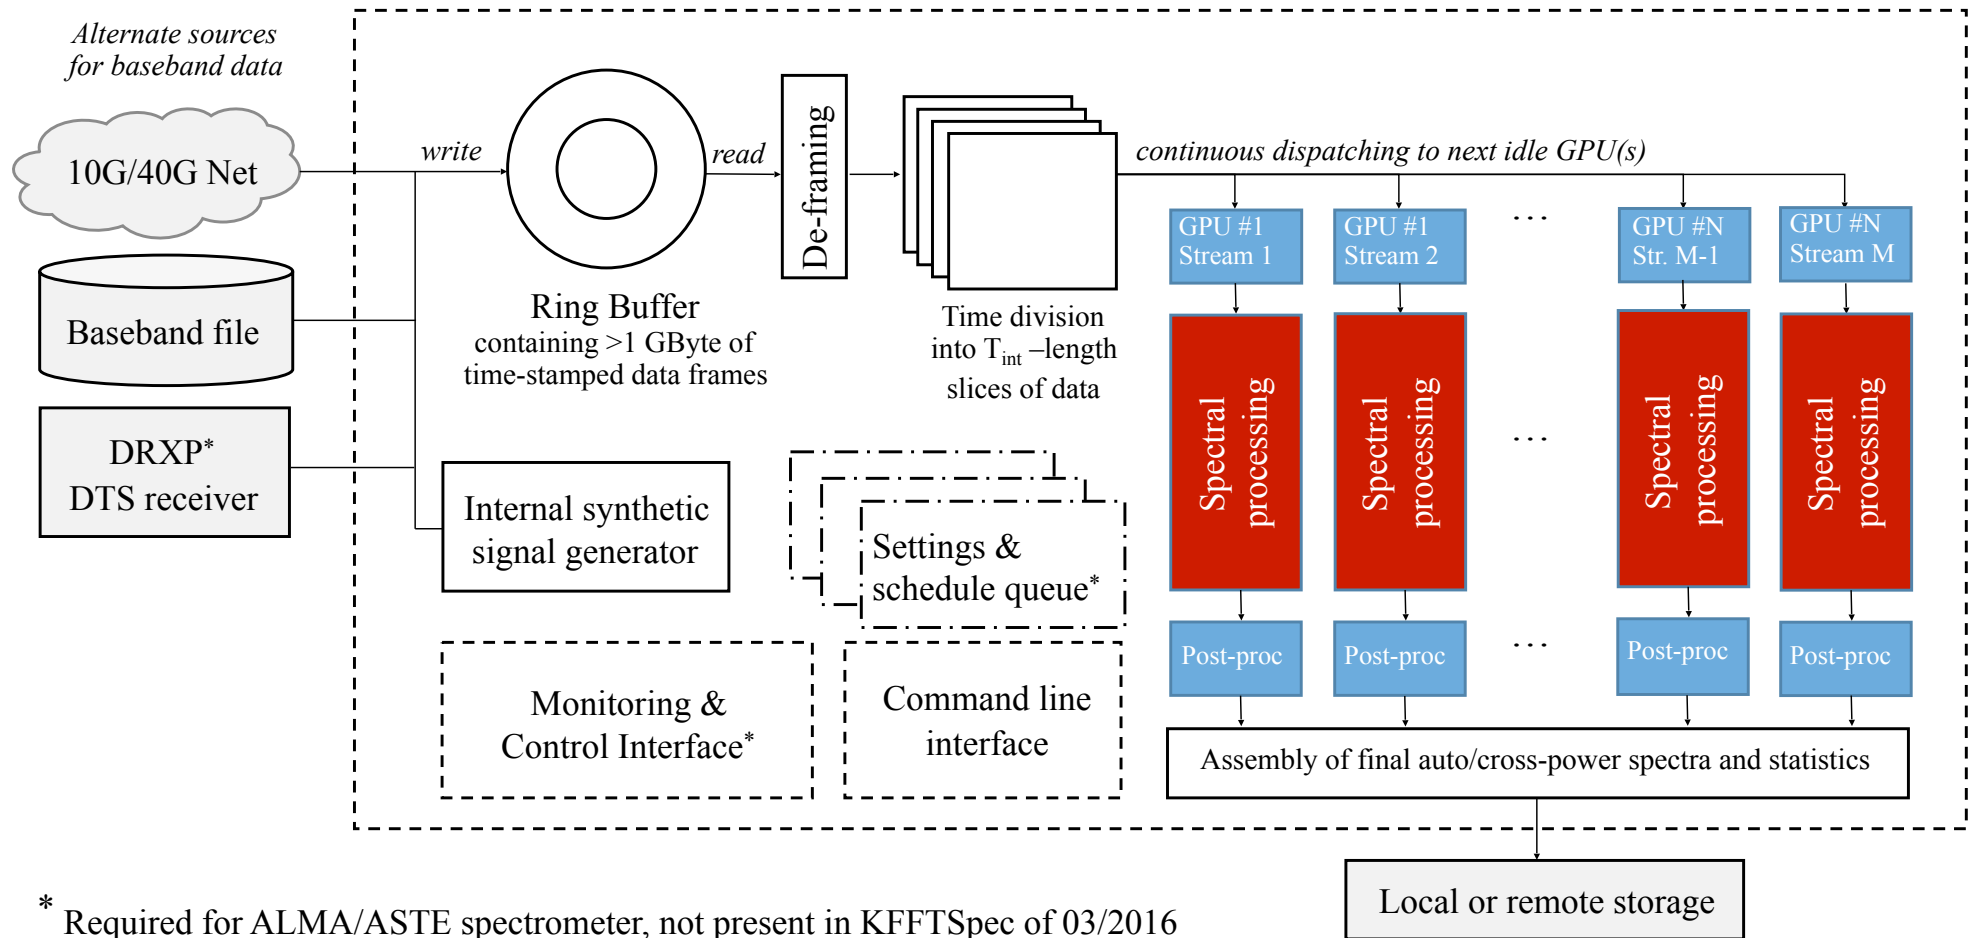 Alternate sources
for baseband data
10G/40G Net
Baseband file
DRXP*
DTS receiver
write
Ring Buffer
containing >1 GByte of
time-stamped data frames
read
De-framing
Time division
into Tint –length
slices of data
continuous dispatching to next idle GPU(s)
GPU #1
Stream 1
GPU #1
Stream 2
...
GPU #N
Str. M-1
GPU #N
Stream M
Spectral
processing
Spectral
processing
...
Spectral
processing
Spectral
processing
Internal synthetic
signal generator
Settings &
schedule queue*
Post-proc
Post-proc
...
Post-proc
Post-proc
Monitoring &
Control Interface*
Command line
interface
Assembly of final auto/cross-power spectra and statistics
Local or remote storage
* Required for ALMA/ASTE spectrometer, not present in KFFTSpec of 03/2016